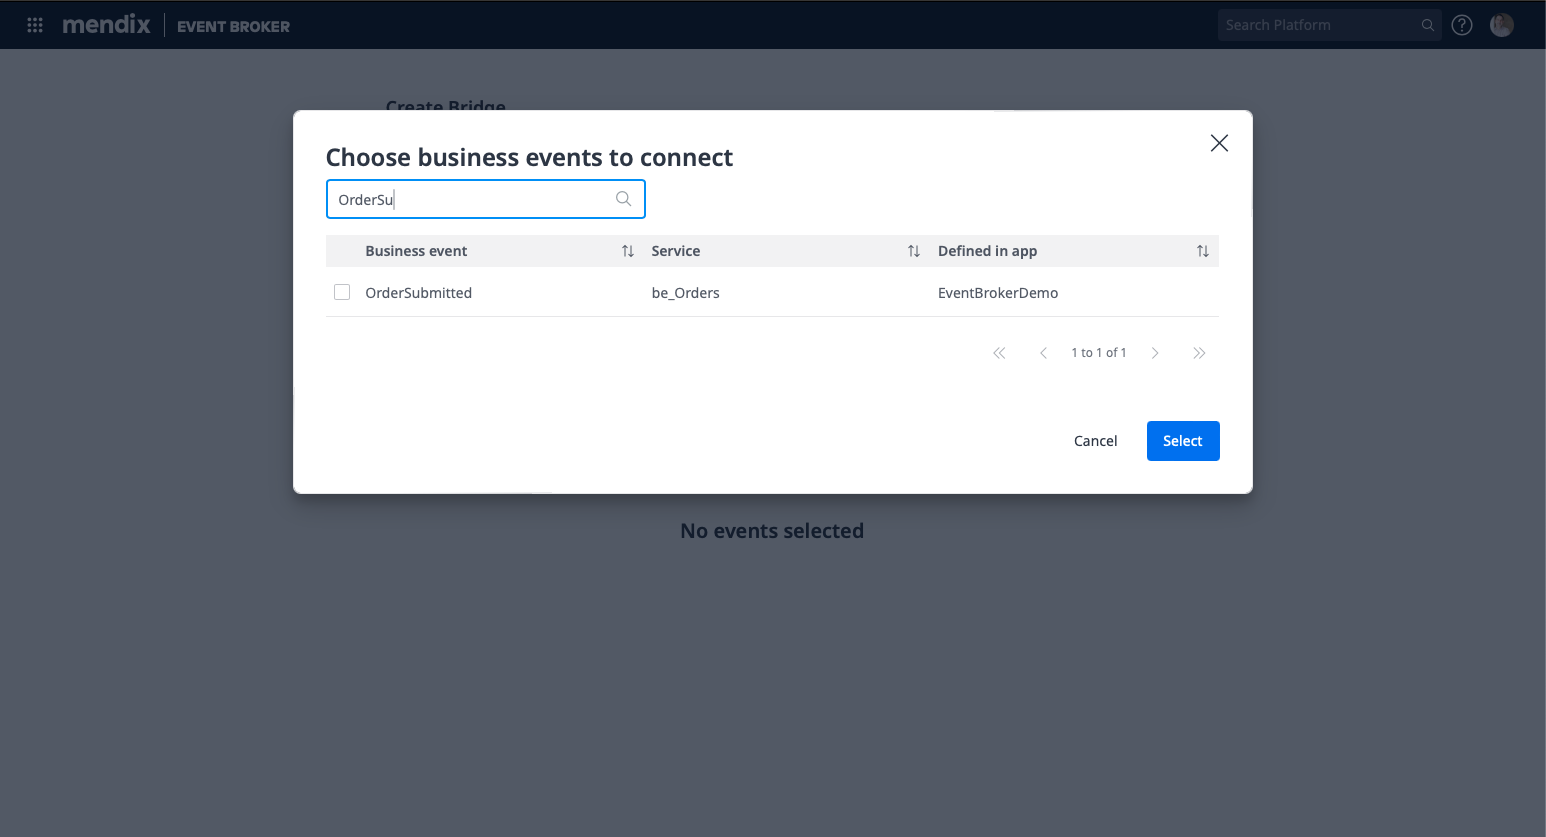 mendix EVENT BROKER Search Platform ?
Create Bridge
Choose business events to connect
OrderSu
Business event Service Defined in app
OrderSubmitted be_Orders EventBrokerDemo
1 to 1 of 1
Cancel Select
No events selected